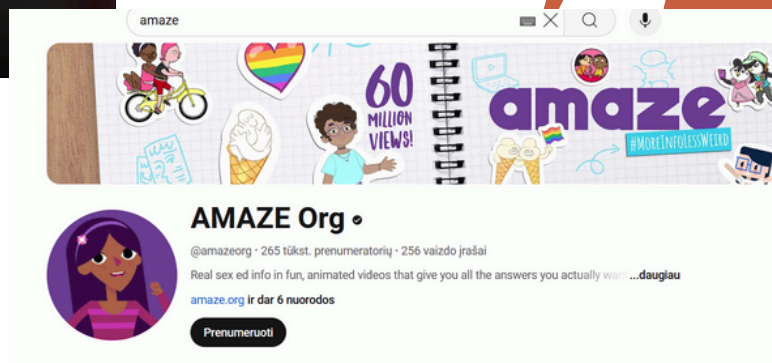 amaze
60
MILLION
VIEWS!
amaze
#MOREINFOLESSWEIRD
AMAZE Org
@amazeorg · 265 tūkst. prenumeratorių · 256 vaizdo įrašai
Real sex ed info in fun, animated videos that give you all the answers you actually ...daugiau
amaze.org ir dar 6 nuorodos
Prenumeruoti